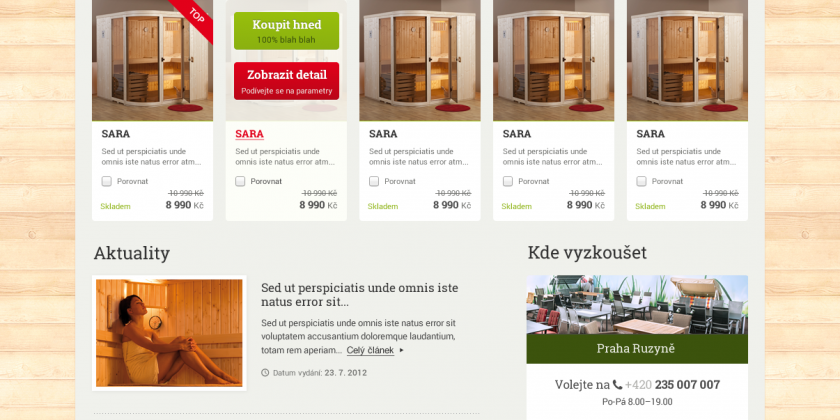 TOP
Koupit hned
100% blah blah
Zobrazit detail
Podívejte se na parametry
SARA
Sed ut perspiciatis unde
omnis iste natus error atm...
Porovnat
10 990 Kč
Skladem
8 990 Kč
SARA
Sed ut perspiciatis unde
omnis iste natus error atm...
Porovnat
10 990 Kč
8 990 Kč
SARA
Sed ut perspiciatis unde
omnis iste natus error atm...
Porovnat
10 990 Kč
Skladem
8 990 Kč
SARA
Sed ut perspiciatis unde
omnis iste natus error atm...
Porovnat
10 990 Kč
Skladem
8 990 Kč
SARA
Sed ut perspiciatis unde
omnis iste natus error atm...
Porovnat
10 990 Kč
Skladem
8 990 Kč
Aktuality
Sed ut perspiciatis unde omnis iste
natus error sit...
Sed ut perspiciatis unde omnis iste natus error sit
voluptatem accusantium doloremque laudantium,
totam rem aperiam... Celý článek
Datum vydání: 23. 7. 2012
Kde vyzkoušet
Praha Ruzyně
Volejte na +420 235 007 007
Po-Pá 8.00–19.00